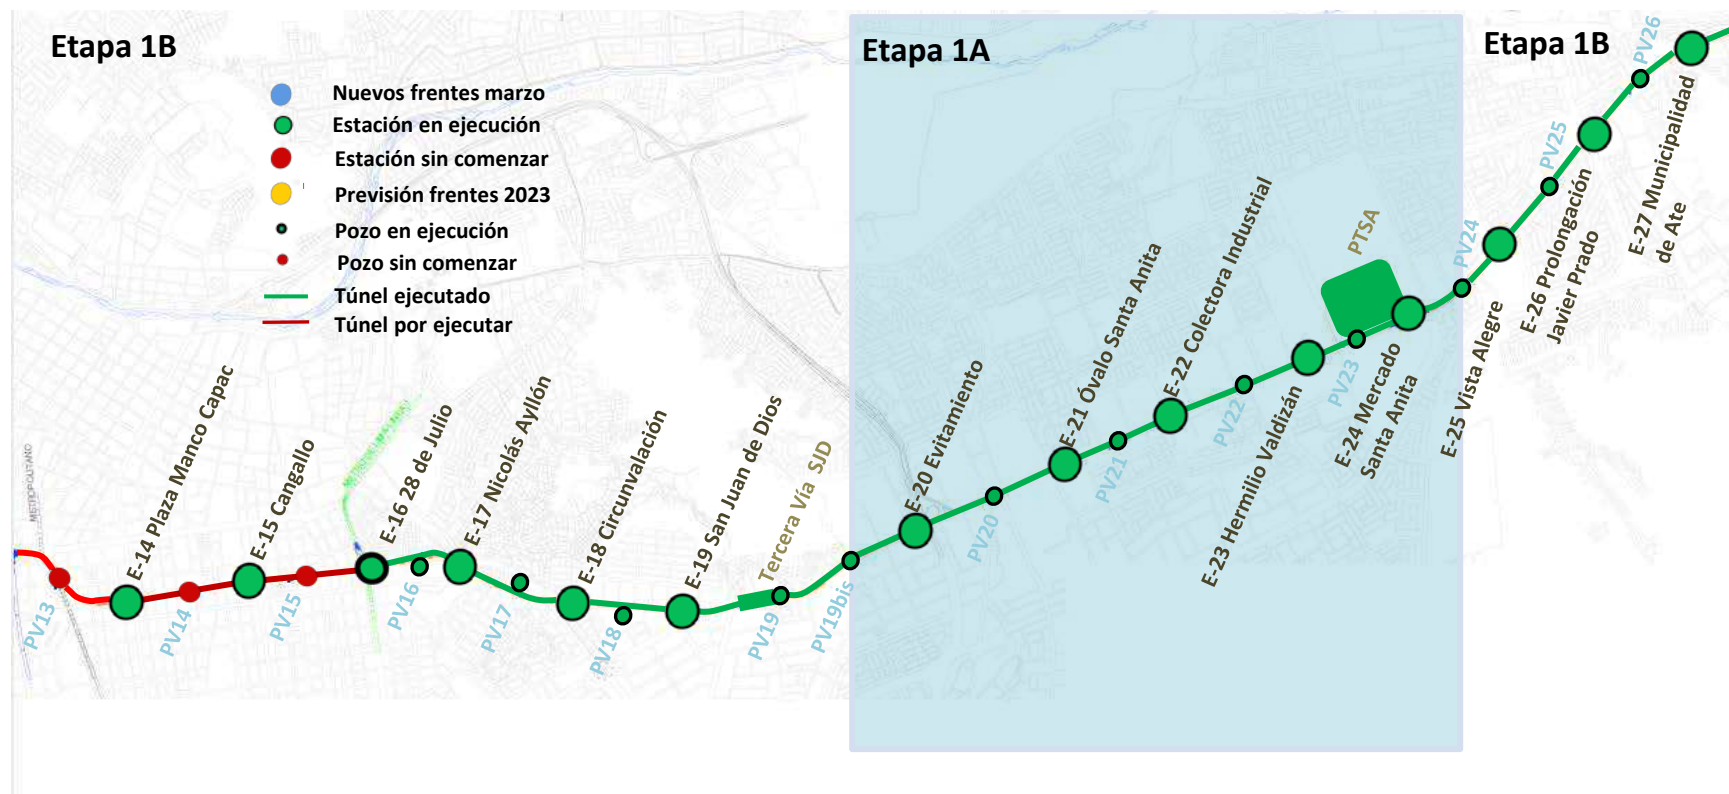 Etapa 1B
Etapa 1A
Etapa 1B
Nuevos frentes marzo
Estación en ejecución
Estación sin comenzar
Previsión frentes 2023
Pozo en ejecución
Pozo sin comenzar
Túnel ejecutado
Túnel por ejecutar
METROPOLITANO
PV13
E-14 Plaza Manco Capac
PV14
E-15 Cangallo
PV15
E-16 28 de Julio
PV16
E-17 Nicolás Ayllón
PV17
E-18 Circunvalación
PV18
E-19 San Juan de Dios
Tercera Vía SJD
PV19
PV19bis
E-20 Evitamiento
PV20
E-21 Óvalo Santa Anita
PV21
E-22 Colectora Industrial
PV22
E-23 Hermilio Valdizán
PTSA
PV23
E-24 Mercado
Santa Anita
PV24
E-25 Vista Alegre
PV25
E-26 Prolongación
Javier Prado
PV26
E-27 Municipalidad
de Ate